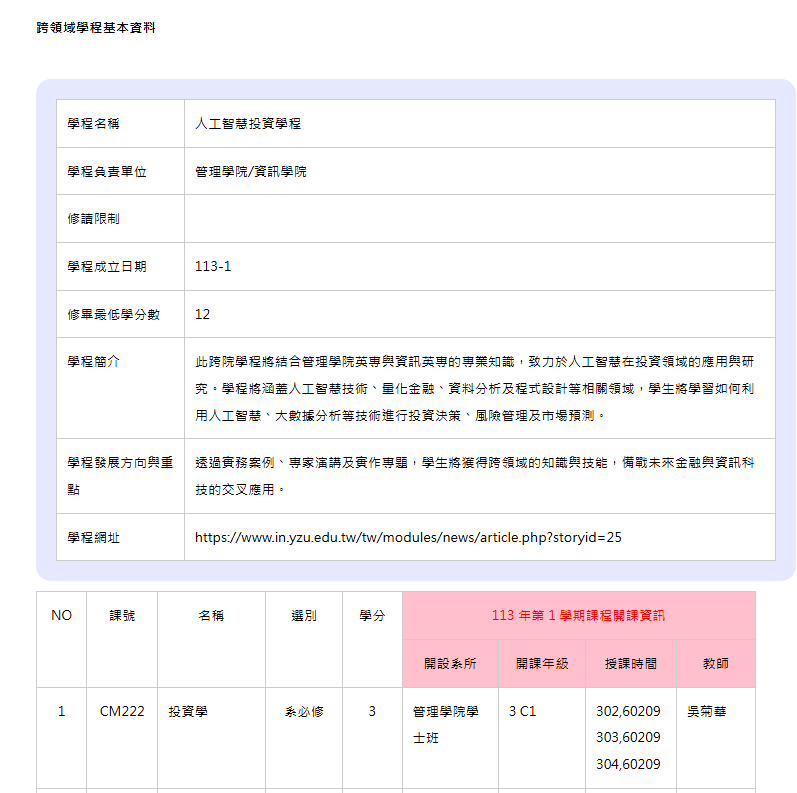 跨領域學程基本資料
學程名稱 人工智慧投資學程
學程負責單位 管理學院/資訊學院
修讀限制
學程成立日期 113-1
修畢最低學分數 12
學程簡介 此跨院學程將結合管理學院英專與資訊英專的專業知識，致力於人工智慧在投資領域的應用與研
究。學程將涵蓋人工智慧技術、量化金融、資料分析及程式設計等相關領域，學生將學習如何利
用人工智慧、大數據分析等技術進行投資決策、風險管理及市場預測。
學程發展方向與重 透過實務案例、專家演講及實作專題，學生將獲得跨領域的知識與技能，備戰未來金融與資訊科
點 技的交叉應用。
學程網址 https://www.in.yzu.edu.tw/tw/modules/news/article.php?storyid=25
NO 課號 名稱 選別 學分 113 年第 1 學期課程開課資訊
開設系所 開課年級 授課時間 教師
1 CM222 投資學 系必修 3 管理學院學 3 C1 302,60209 吳菊華
士班 303,60209
304,60209